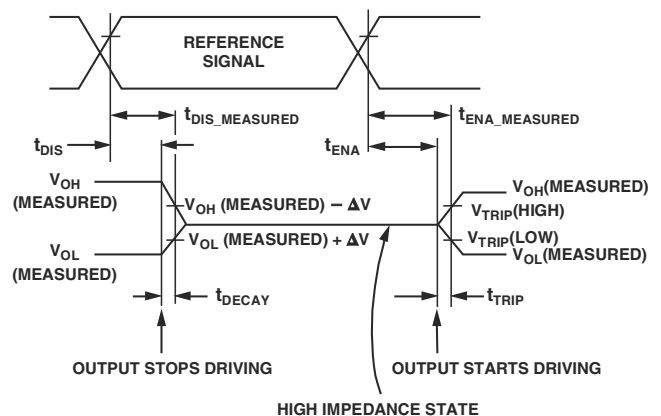 REFERENCE
SIGNAL
tDIS_MEASURED
tENA_MEASURED
tDIS
tENA
VOH
(MEASURED)
VOH (MEASURED) – ΔV
VOH(MEASURED)
VTRIP(HIGH)
VOL (MEASURED) + ΔV
VTRIP(LOW)
VOL
(MEASURED)
VOL(MEASURED)
tDECAY
tTRIP
OUTPUT STOPS DRIVING
OUTPUT STARTS DRIVING
HIGH IMPEDANCE STATE